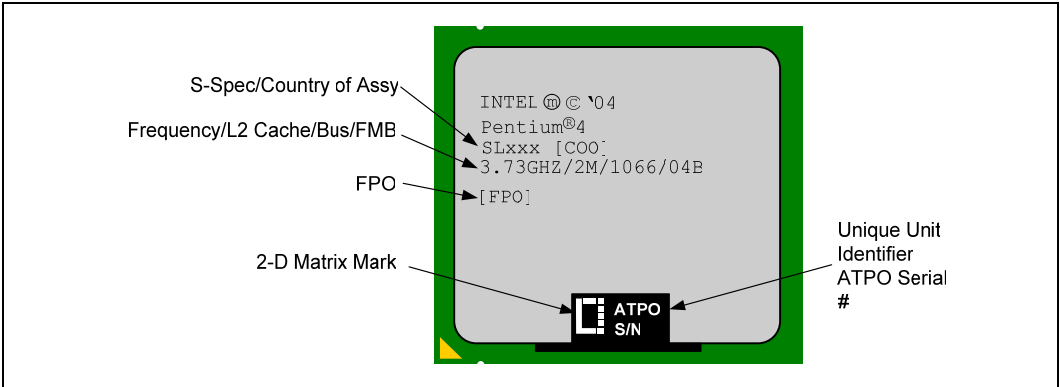 S-Spec/Country of Assy
Frequency/L2 Cache/Bus/FMB
FPO
2-D Matrix Mark
INTEL ⓜ © '04
Pentium®4
SLxxx [COO]
3.73GHZ/2M/1066/04B
[FPO]
ATPO
S/N
Unique Unit
Identifier
ATPO Serial
#